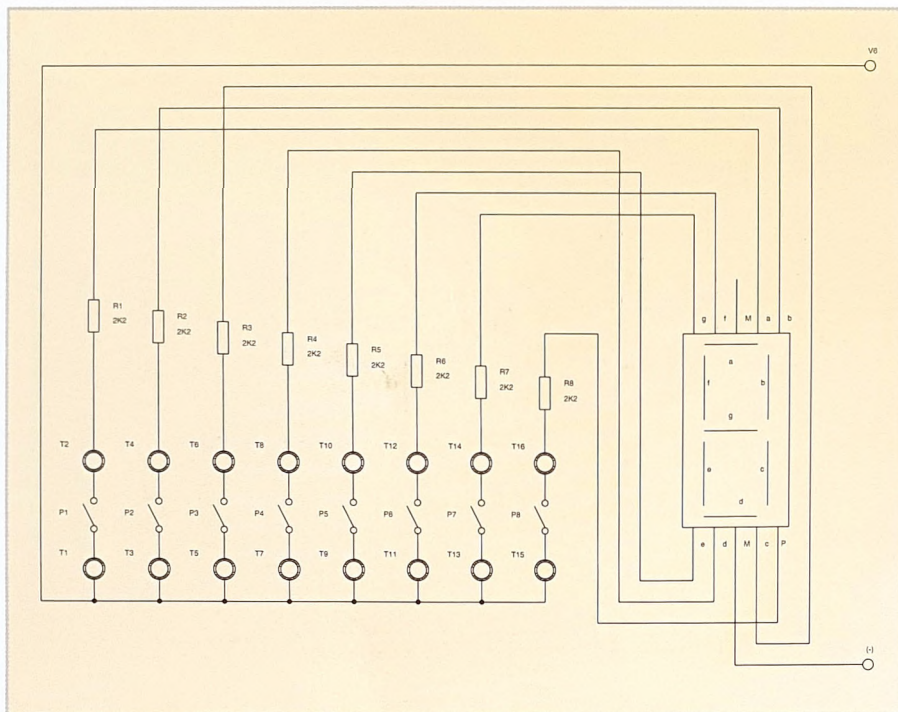 V6
R1
2K2
R2
2K2
R3
2K2
R4
2K2
R5
2K2
R6
2K2
R7
2K2
R8
2K2
g f M a b
a
f b
g
e c
d
e d M c P
T2 T4 T6 T8 T10 T12 T14 T16
P1 P2 P3 P4 P5 P6 P7 P8
T1 T3 T5 T7 T9 T11 T13 T15
(-)